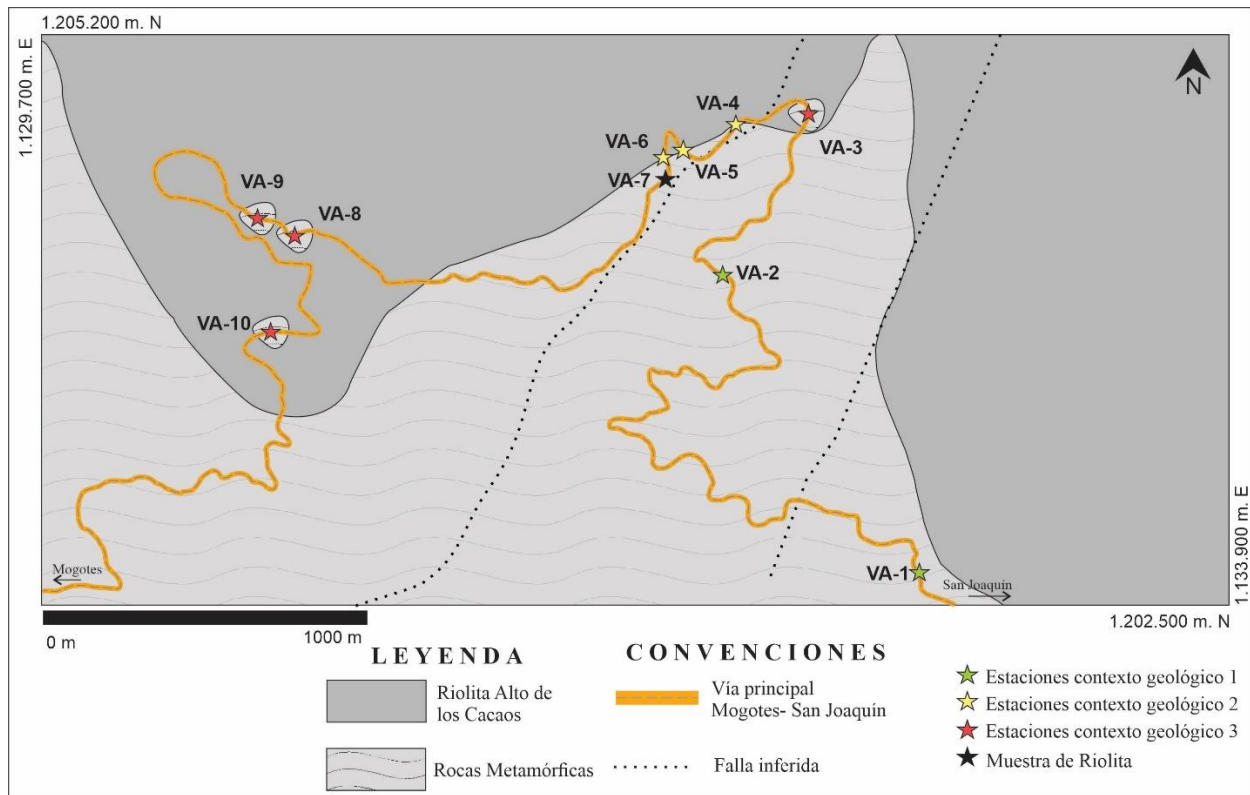 1.205.200 m. N
1.129.700 m. E
N
VA-4
VA-3
VA-6
VA-5
VA-7
VA-9
VA-8
VA-2
VA-10
VA-1
Mogotes
San Joaquín
1.133.900 m. E
1.202.500 m. N
0 m
1000 m
LEYENDA
Riolita Alto de
los Cacaos
Rocas Metamórficas
CONVENCIONES
Vía principal
Mogotes- San Joaquín
Falla inferida
Estaciones contexto geológico 1
Estaciones contexto geológico 2
Estaciones contexto geológico 3
Muestra de Riolita